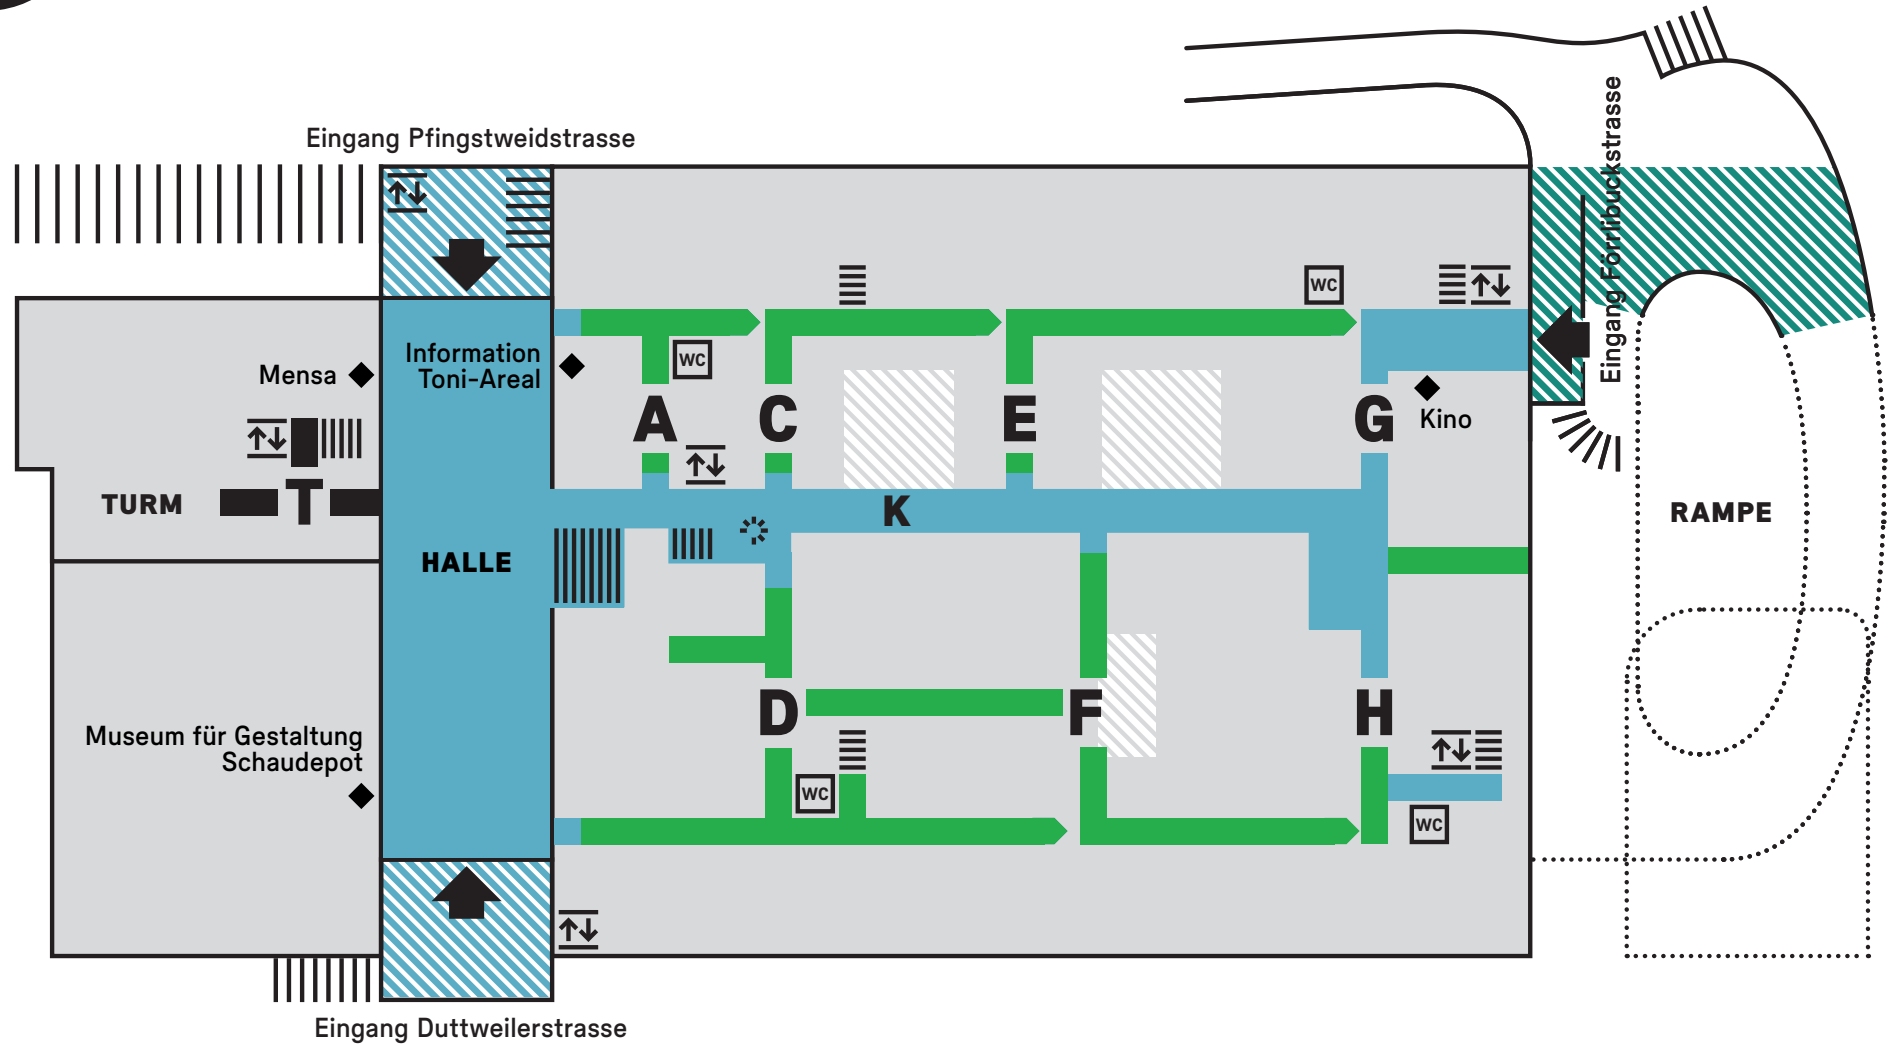 Eingang Pfingstweidstrasse
Eingang Förrlibuckstrasse
WC
Information
Toni-Areal
Mensa
WC
A
C
E
G
Kino
TURM
T
K
RAMPE
HALLE
D
F
H
Museum für Gestaltung
Schaudepot
WC
WC
Eingang Duttweilerstrasse